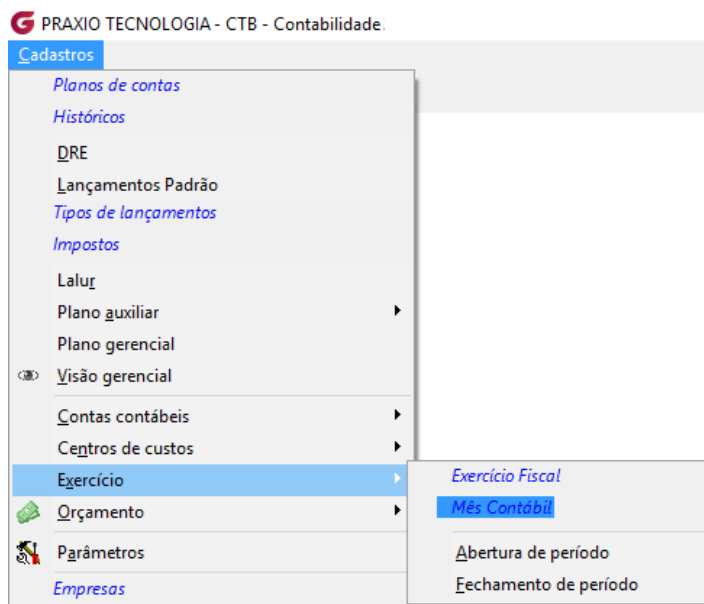 PRAXIO TECNOLOGIA - CTB - Contabilidade.
Cadastros
Planos de contas
Históricos
DRE
Lançamentos Padrão
Tipos de lançamentos
Impostos
Lalur
Plano auxiliar
Plano gerencial
Visão gerencial
Contas contábeis
Centros de custos
Exercício
Exercício Fiscal
Mês Contábil
Orçamento
Abertura de período
Parâmetros
Fechamento de período
Empresas